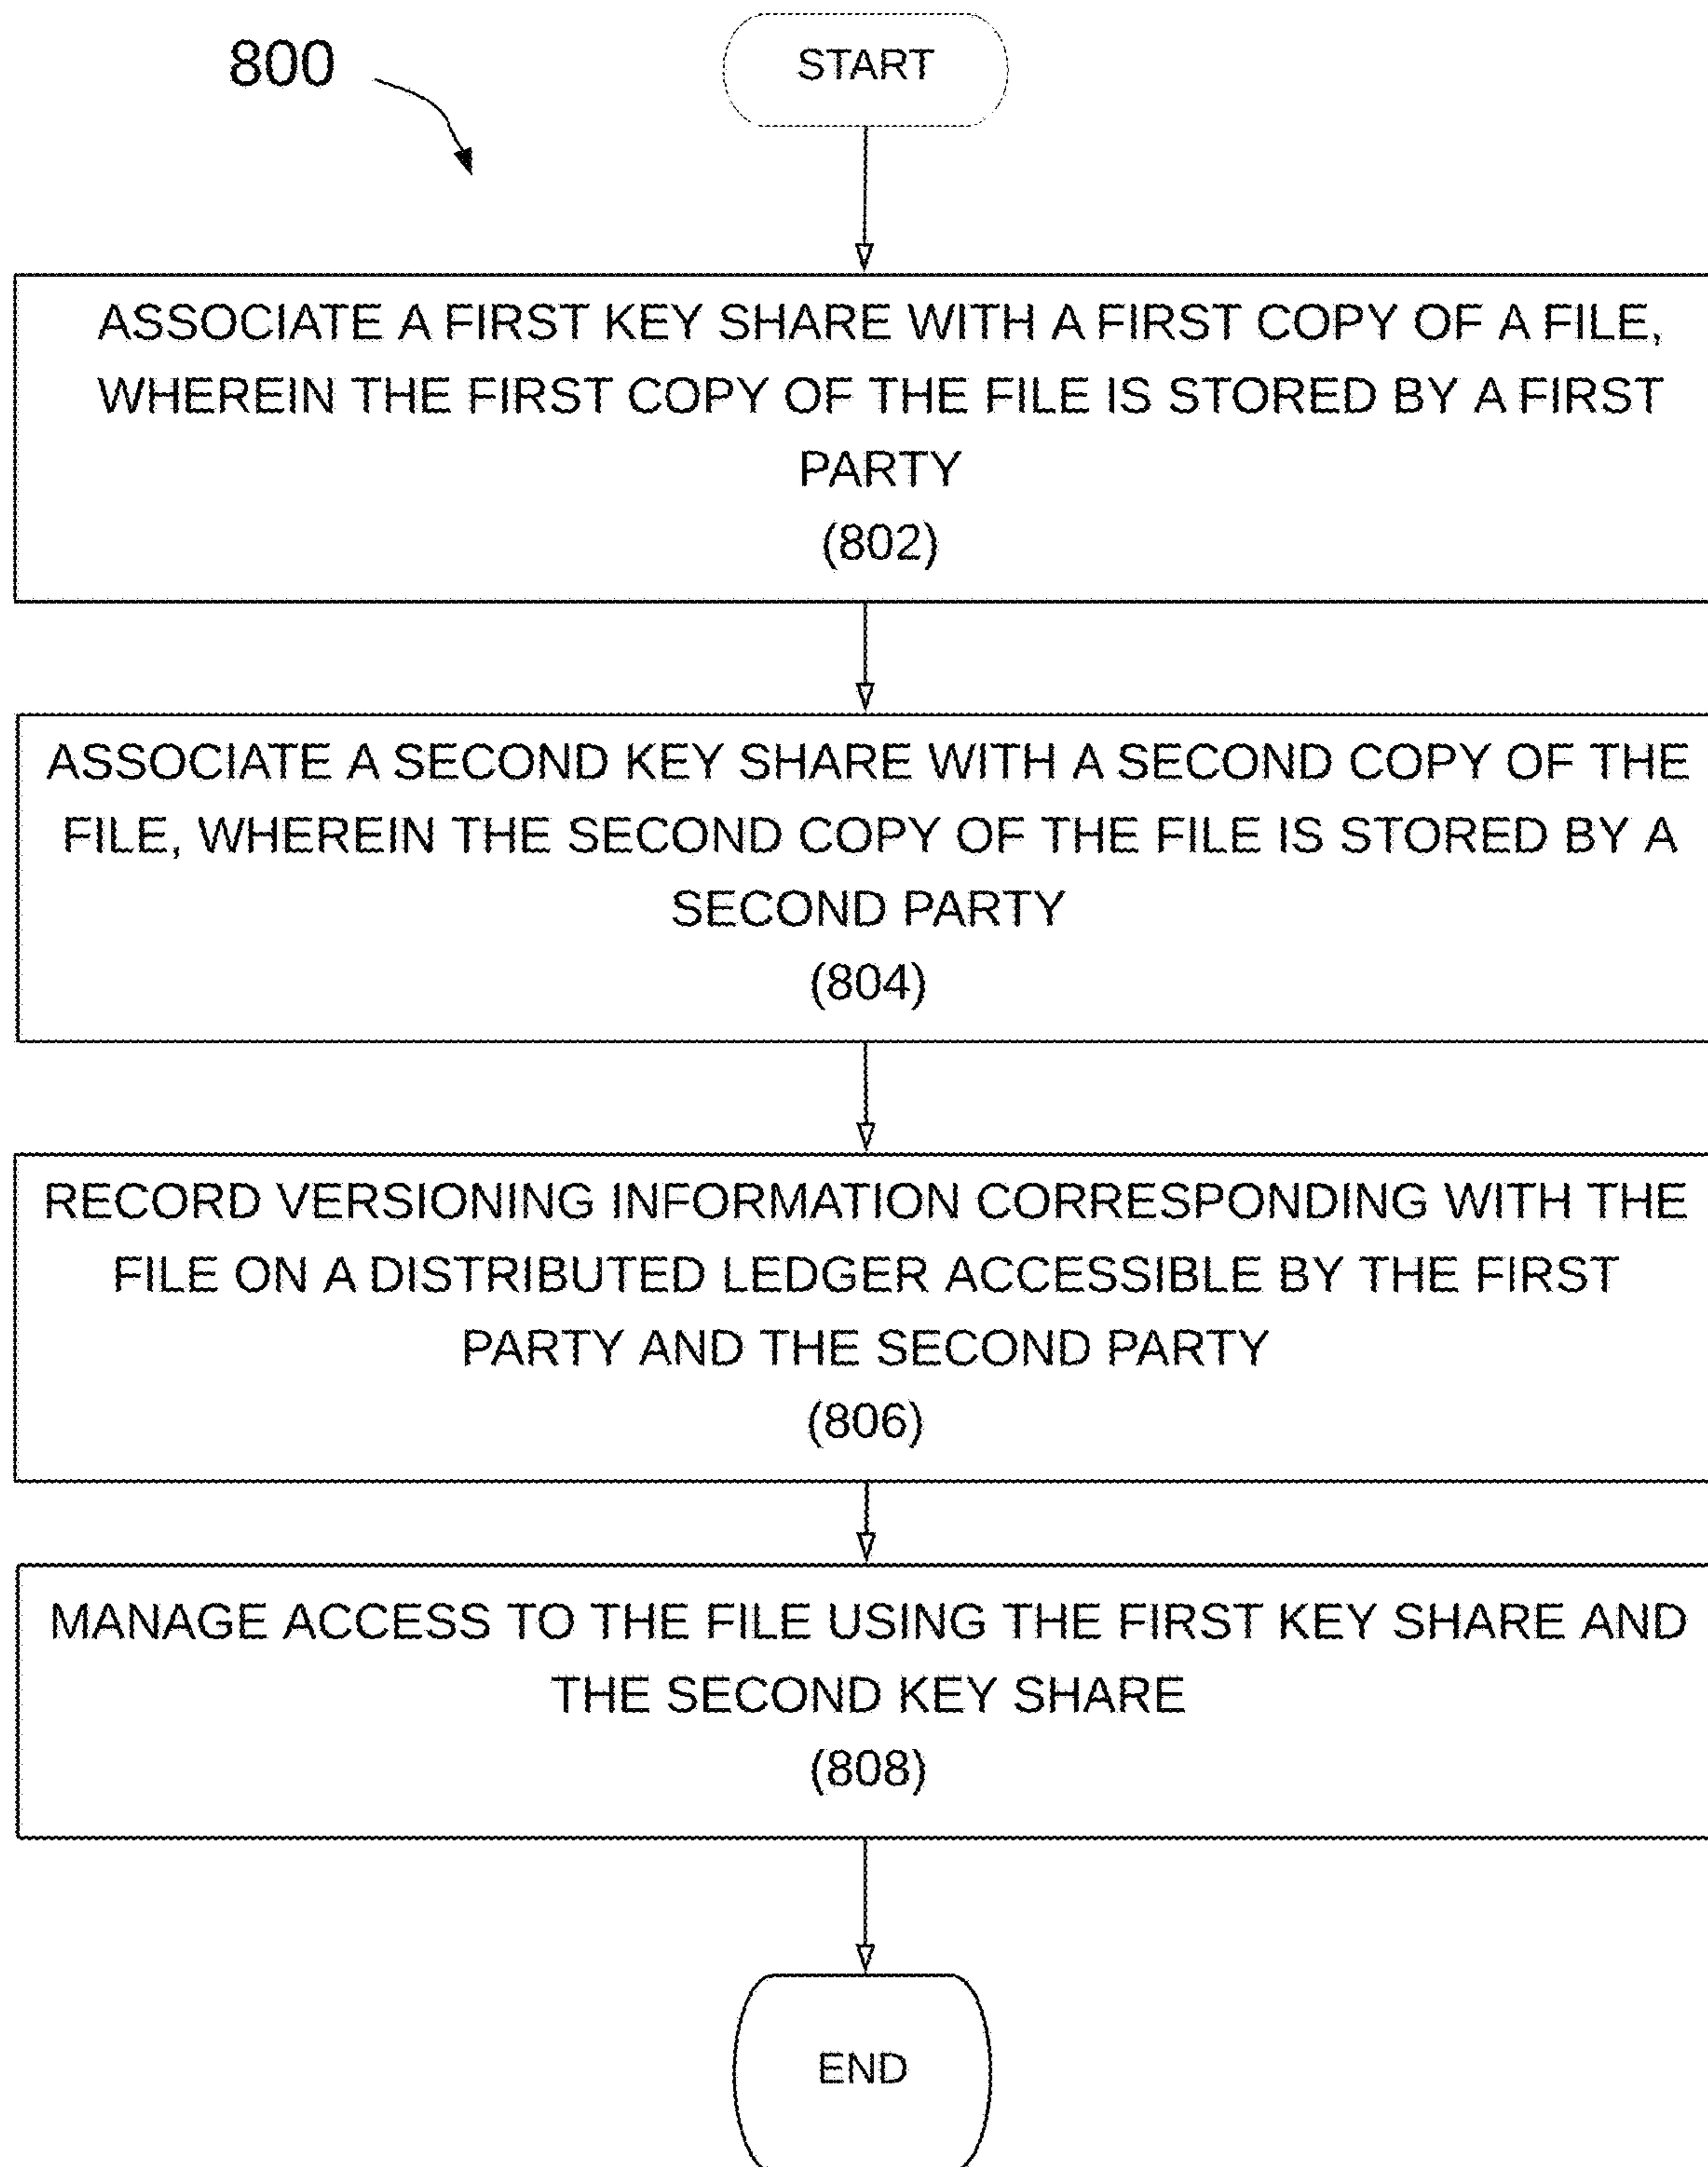 800
START
ASSOCIATE A FIRST KEY SHARE WITH A FIRST COPY OF A FILE,
WHEREIN THE FIRST COPY OF THE FILE IS STORED BY A FIRST
PARTY
(802)
ASSOCIATE A SECOND KEY SHARE WITH A SECOND COPY OF THE
FILE, WHEREIN THE SECOND COPY OF THE FILE IS STORED BY A
SECOND PARTY
(804)
RECORD VERSIONING INFORMATION CORRESPONDING WITH THE
FILE ON A DISTRIBUTED LEDGER ACCESSIBLE BY THE FIRST
PARTY AND THE SECOND PARTY
(806)
MANAGE ACCESS TO THE FILE USING THE FIRST KEY SHARE AND
THE SECOND KEY SHARE
(808)
END